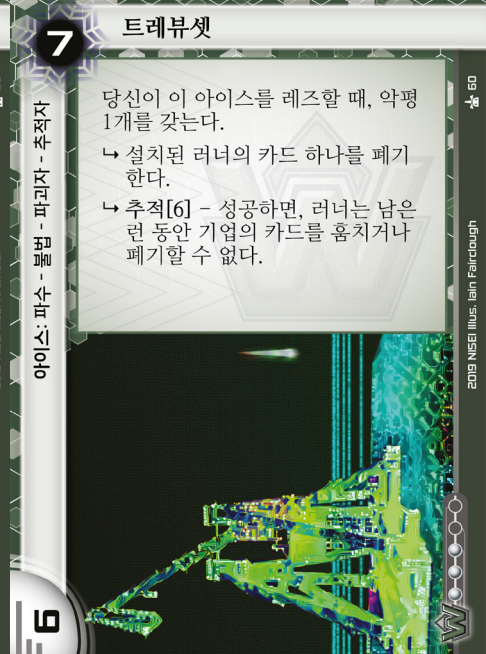 7
트레뷰셋
당신이 이 아이스를 레즈할 때, 악평
1개를 갖는다.
↳ 설치된 러너의 카드 하나를 폐기
한다.
↳ 추적[6] – 성공하면, 러너는 남은
런 동안 기업의 카드를 훔치거나
폐기할 수 없다.
아이스: 파수 - 불법 - 파괴자 - 추적자
6
60
2019 NISEI Illus. Iain Fairclough